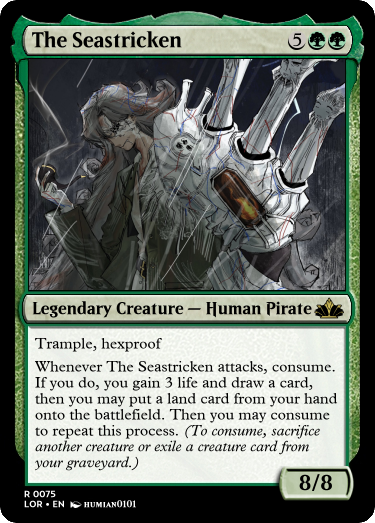 The Seastricken 5
Legendary Creature — Human Pirate
Trample, hexproof
Whenever The Seastricken attacks, consume.
If you do, you gain 3 life and draw a card,
then you may put a land card from your hand
onto the battlefield. Then you may consume
to repeat this process. (To consume, sacrifice
another creature or exile a creature card from
your graveyard.)
8/8
R 0075
LOR • EN HUMIAN0101